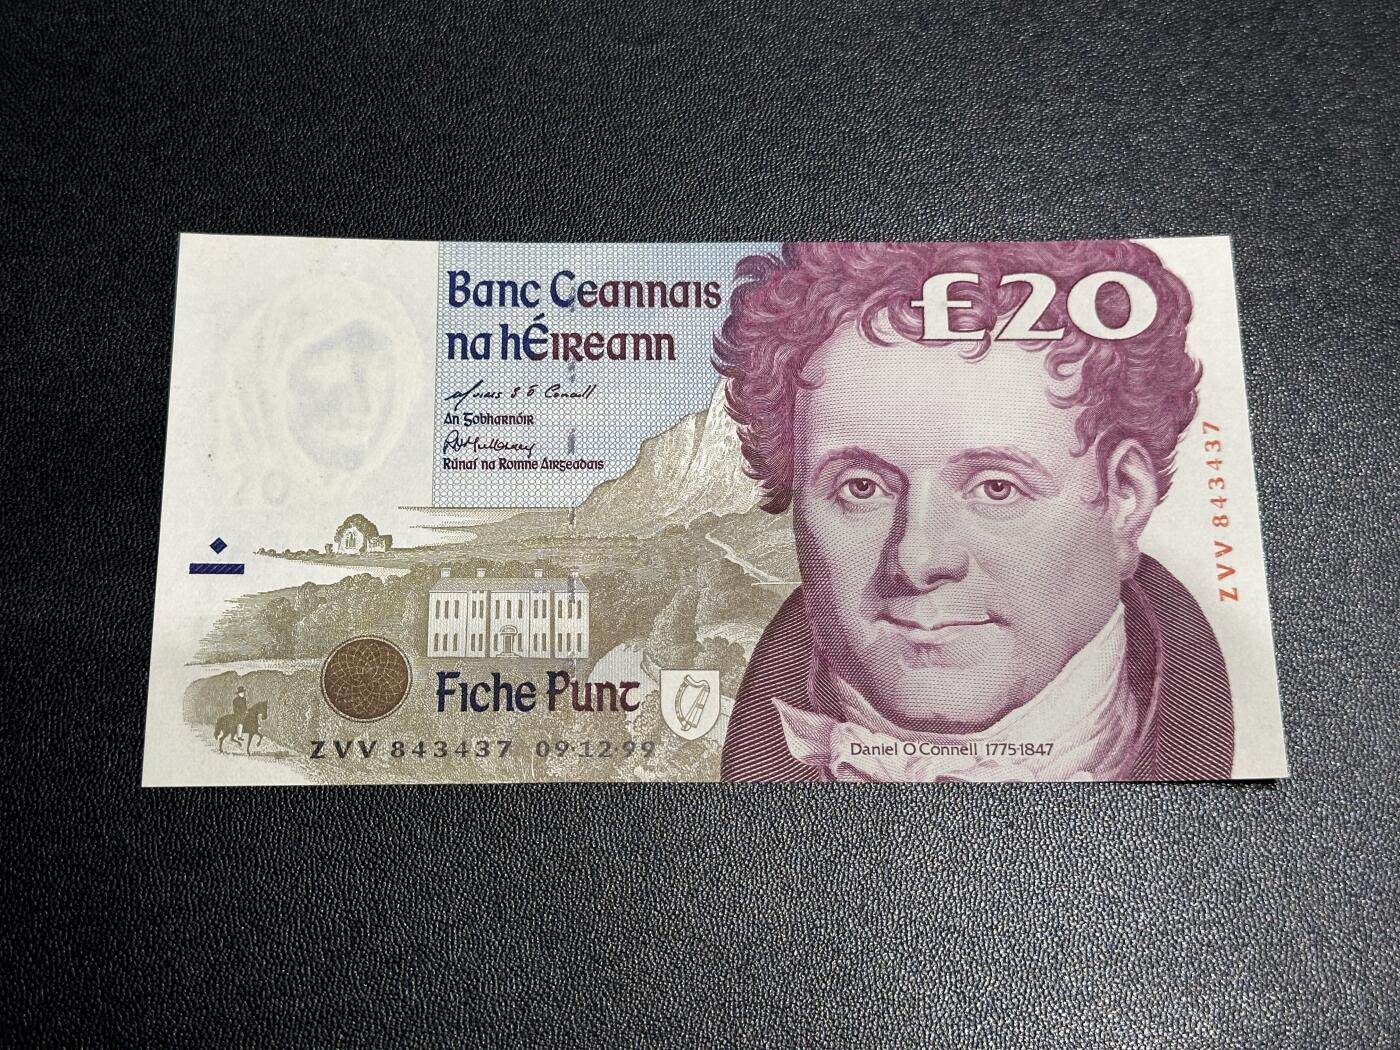 Banc Ceannais
na hÉireann
£20
An Gobharnóir
Rúnaí na Roinne Airgeadais
Fiche Punt
ZVV 843437 09·12·99
Daniel O'Connell 1775-1847
ZVV 843437